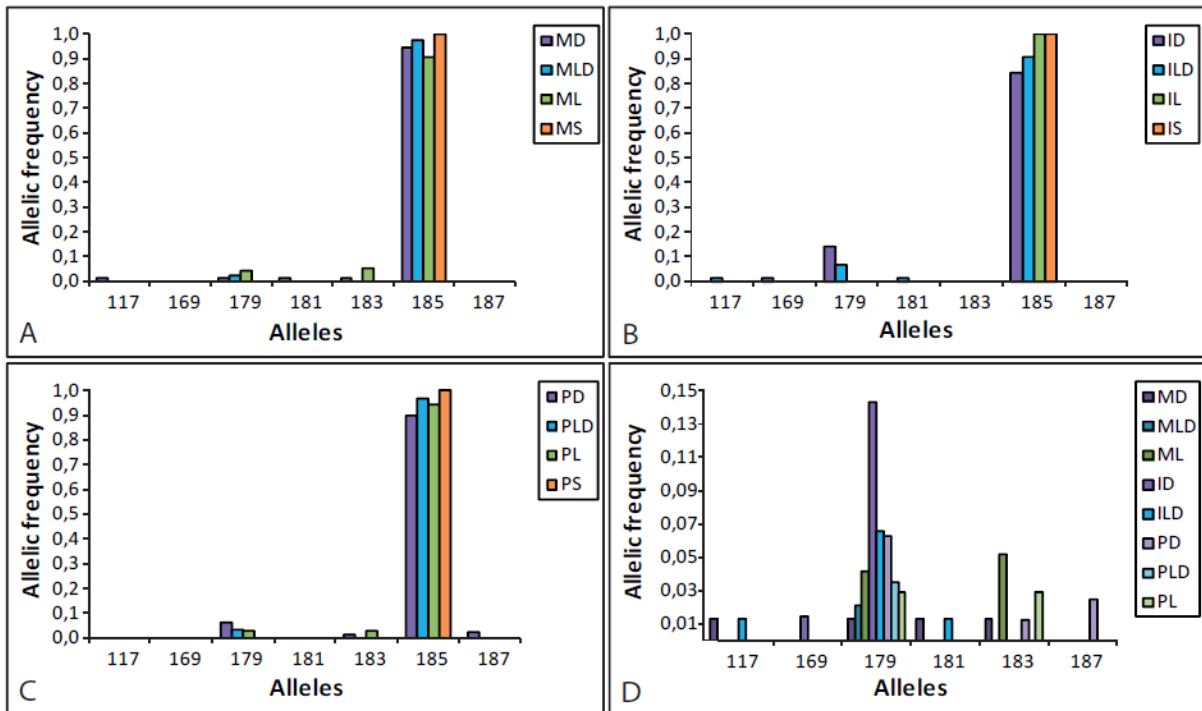 Allelic frequency
1,0
0,9
0,8
0,7
0,6
0,5
0,4
0,3
0,2
0,1
0,0
117 169 179 181 183 185 187
Alleles
MD
MLD
ML
MS
A
Allelic frequency
1,0
0,9
0,8
0,7
0,6
0,5
0,4
0,3
0,2
0,1
0,0
117 169 179 181 183 185 187
Alleles
ID
ILD
IL
IS
B
Allelic frequency
1,0
0,9
0,8
0,7
0,6
0,5
0,4
0,3
0,2
0,1
0,0
117 169 179 181 183 185 187
Alleles
PD
PLD
PL
PS
C
Allelic frequency
0,15
0,13
0,11
0,09
0,07
0,05
0,03
0,01
117 169 179 181 183 187
Alleles
MD
MLD
ML
ID
ILD
PD
PLD
PL
D